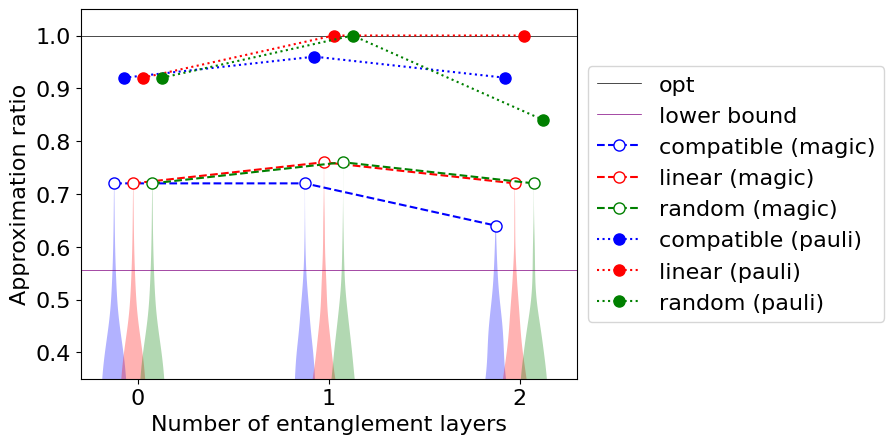 Approximation ratio
1.0
0.9
0.8
0.7
0.6
0.5
0.4
0
1
2
Number of entanglement layers
opt
lower bound
compatible (magic)
linear (magic)
random (magic)
compatible (pauli)
linear (pauli)
random (pauli)